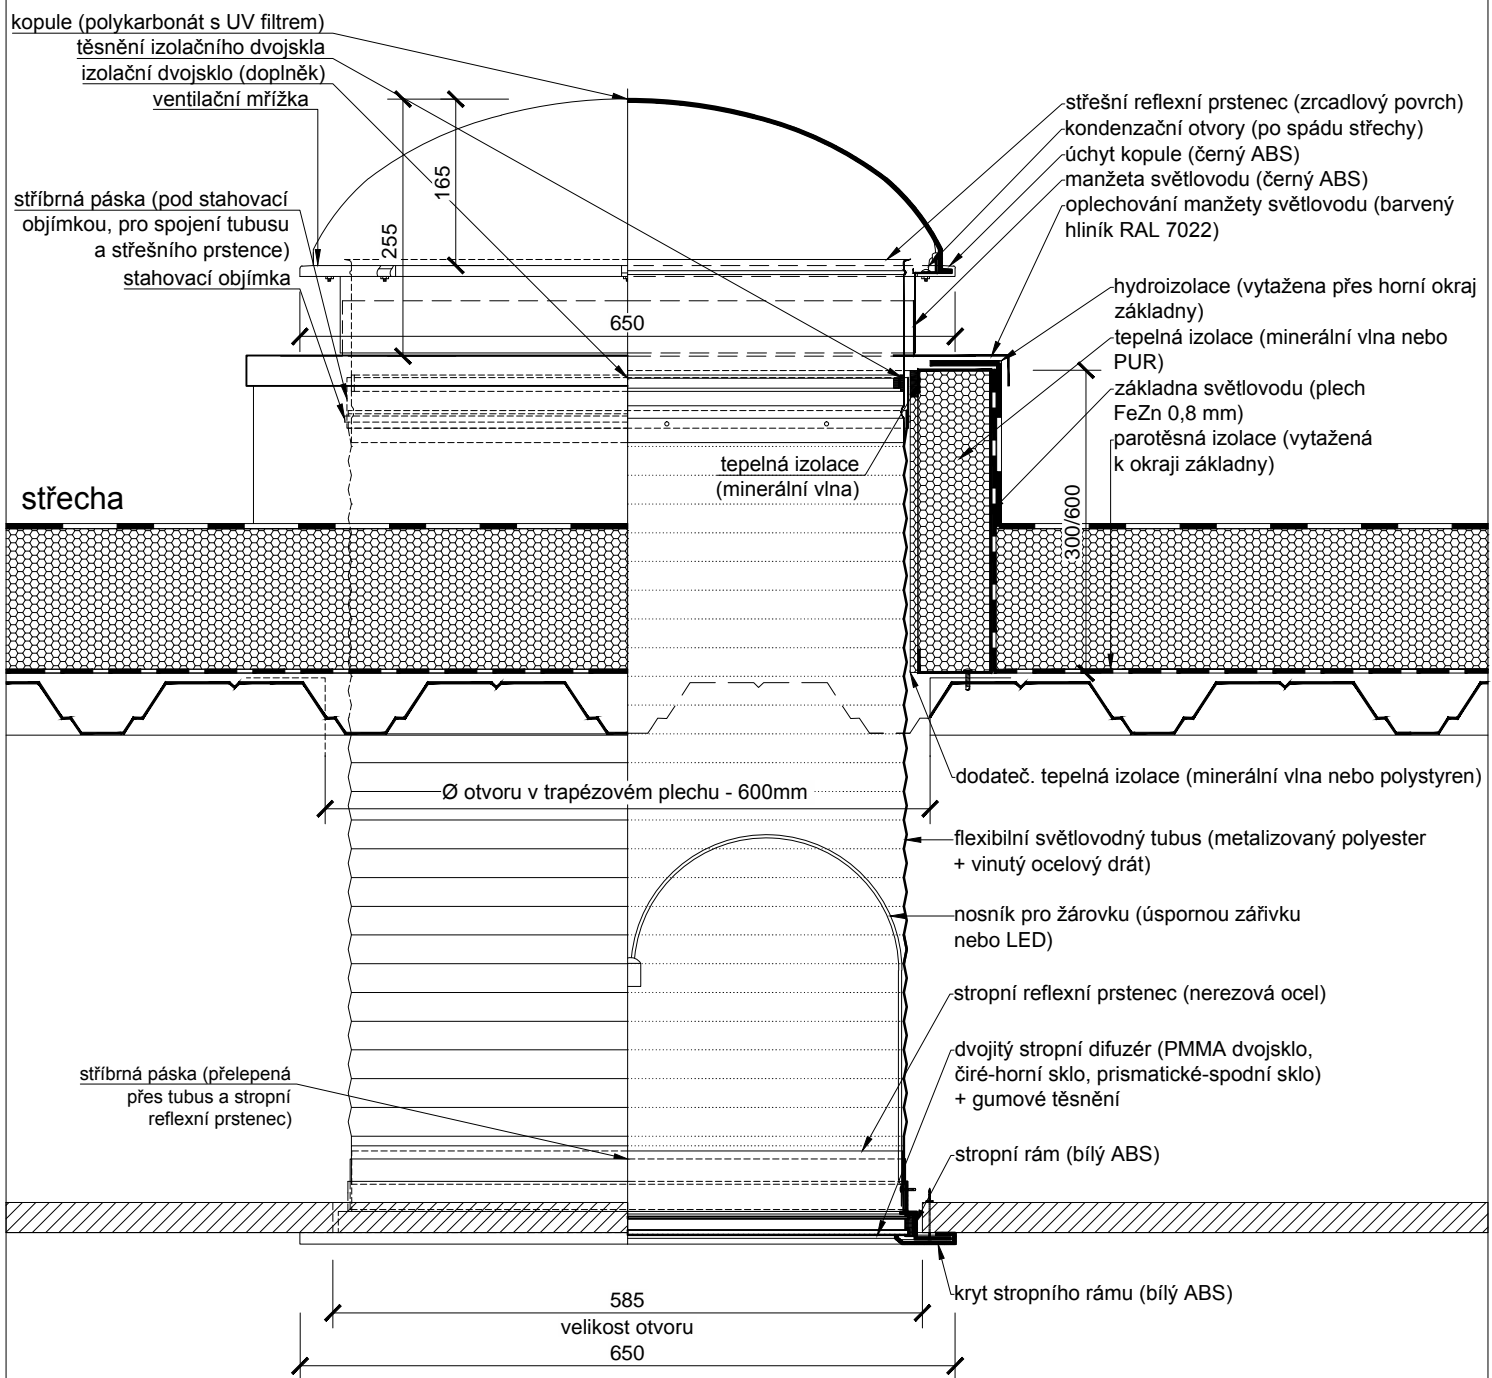 kopule (polykarbonát s UV filtrem)
těsnění izolačního dvojskla
izolační dvojsklo (doplněk)
ventilační mřížka
stříbrná páska (pod stahovací
objímkou, pro spojení tubusu
a střešního prstence)
stahovací objímka
střecha
165
255
650
střešní reflexní prstenec (zrcadlový povrch)
kondenzační otvory (po spádu střechy)
úchyt kopule (černý ABS)
manžeta světlovodu (černý ABS)
oplechování manžety světlovodu (barvený
hliník RAL 7022)
hydroizolace (vytažena přes horní okraj
základny)
tepelná izolace (minerální vlna nebo
PUR)
základna světlovodu (plech
FeZn 0,8 mm)
parotěsná izolace (vytažená
k okraji základny)
tepelná izolace
(minerální vlna)
300/600
dodateč. tepelná izolace (minerální vlna nebo polystyren)
Ø otvoru v trapézovém plechu - 600mm
flexibilní světlovodný tubus (metalizovaný polyester
+ vinutý ocelový drát)
nosník pro žárovku (úspornou zářivku
nebo LED)
stropní reflexní prstenec (nerezová ocel)
dvojitý stropní difuzér (PMMA dvojsklo,
čiré-horní sklo, prismatické-spodní sklo)
+ gumové těsnění
stříbrná páska (přelepená
přes tubus a stropní
reflexní prstenec)
stropní rám (bílý ABS)
kryt stropního rámu (bílý ABS)
585
velikost otvoru
650